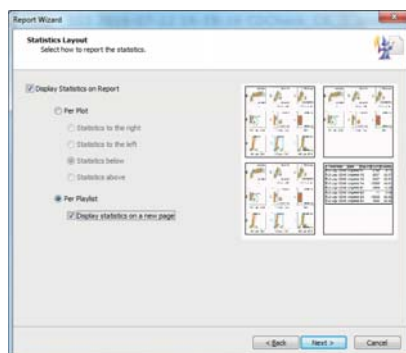 Report Wizard
Statistics Layout
Select how to report the statistics.
Display Statistics on Report
Per Plot
Statistics to the right
Statistics to the left
Statistics below
Statistics above
Per Playlist
Display statistics on a new page
< Back
Next >
Cancel